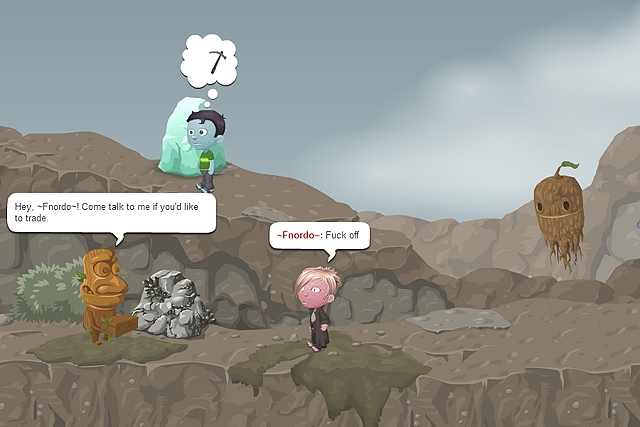 Hey, ~Fnordo~! Come talk to me if you'd like
to trade.
~Fnordo~: Fuck off